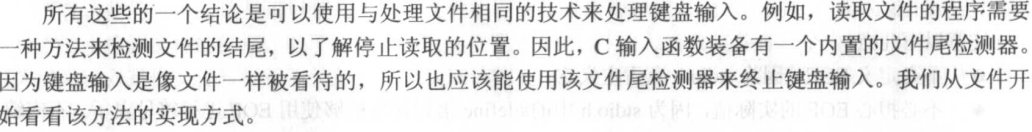 所有这些的一个结论是可以使用与处理文件相同的技术来处理键盘输入。例如，读取文件的程序需要
一种方法来检测文件的结尾，以了解停止读取的位置。因此，C 输入函数装备有一个内置的文件尾检测器。
因为键盘输入是像文件一样被看待的，所以也应该能使用该文件尾检测器来终止键盘输入。我们从文件开
始看看该方法的实现方式。